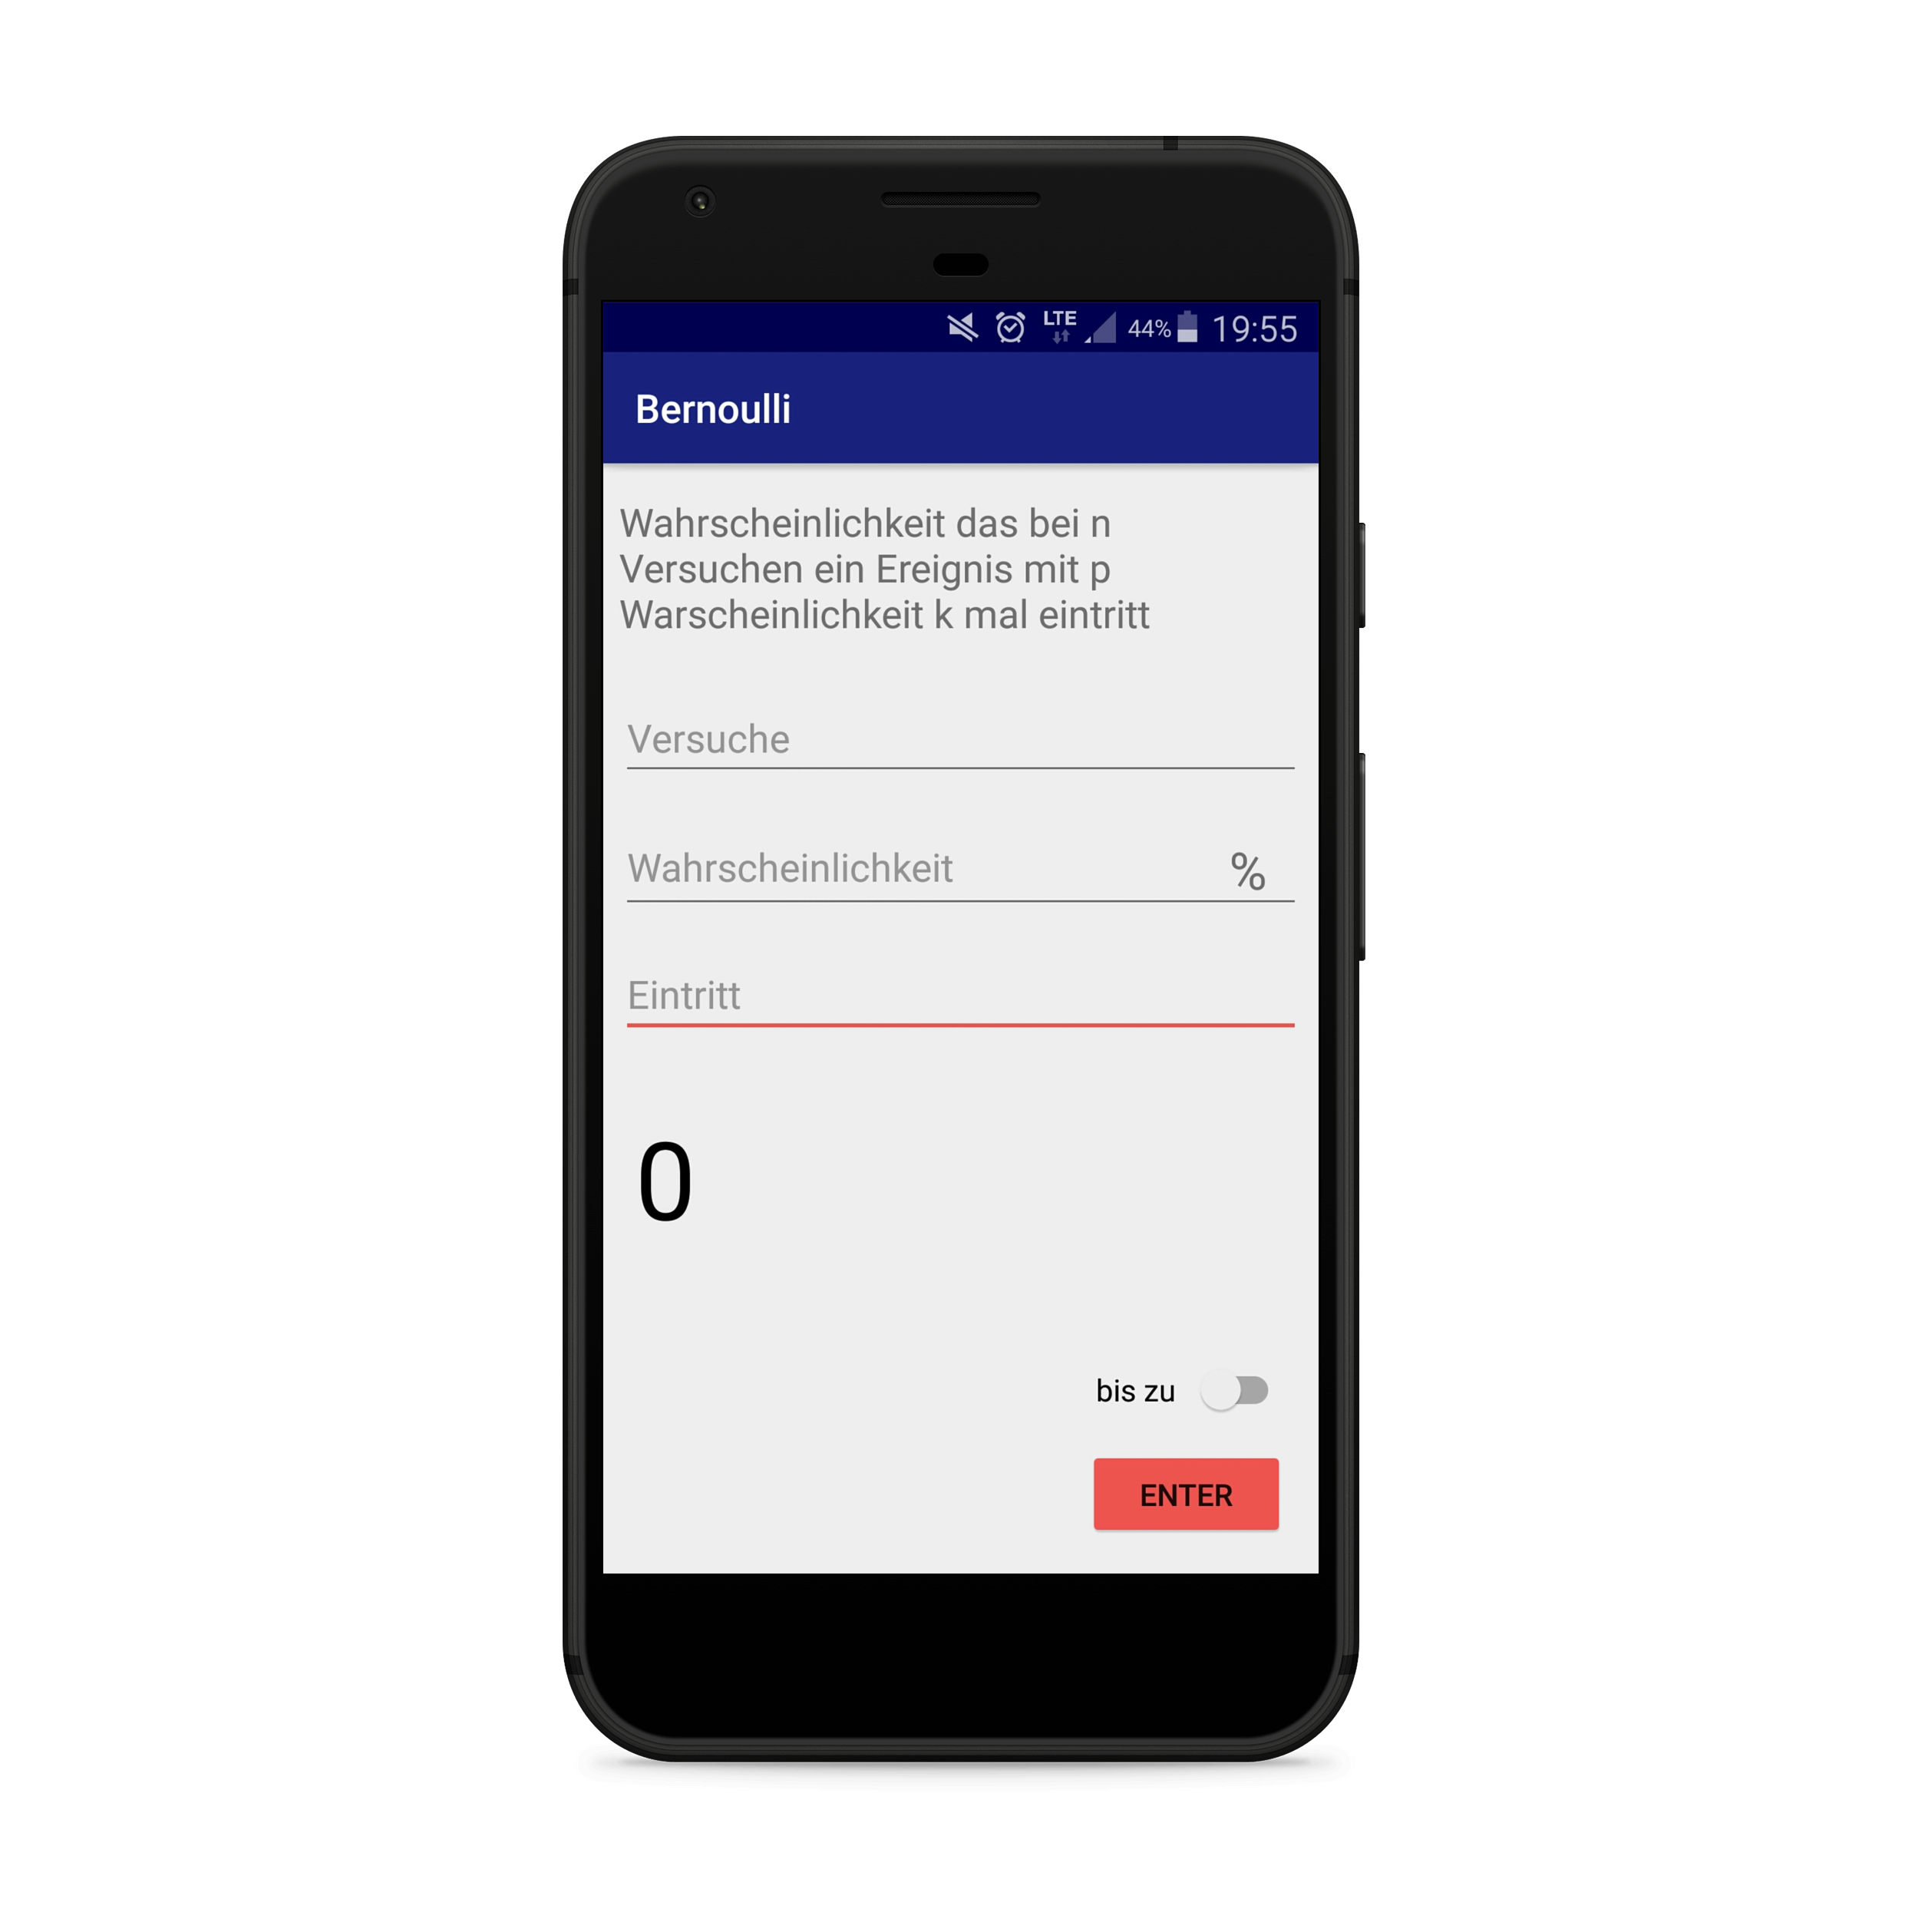 LTE 44% 19:55
Bernoulli
Wahrscheinlichkeit das bei n
Versuchen ein Ereignis mit p
Warscheinlichkeit k mal eintritt
Versuche
Wahrscheinlichkeit %
Eintritt
0
bis zu
ENTER